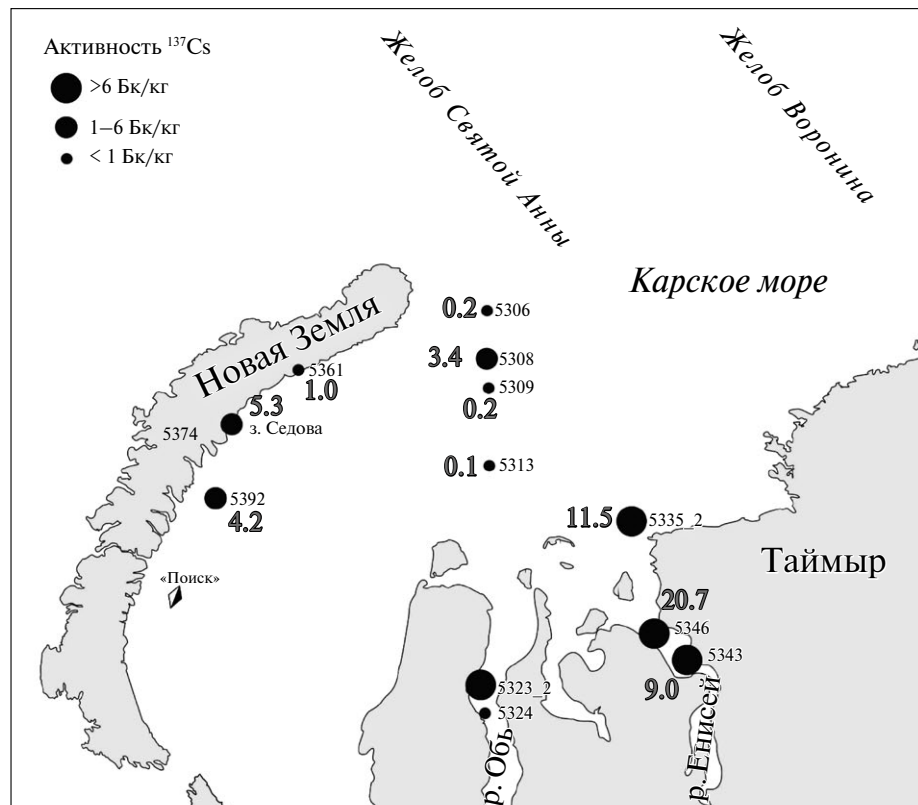 Активность ¹³⁷Cs
>6 Бк/кг
1–6 Бк/кг
< 1 Бк/кг
Желоб Святой Анны
Желоб Воронина
Карское море
Новая Земля
0.2 5306
3.4 5308
5309
0.2
5361
1.0
5.3
5374
з. Седова
0.1 5313
5392
4.2
11.5 5335_2
Таймыр
«Поиск»
20.7
5346
5343
9.0
5323_2
5324
р. Обь
р. Енисей